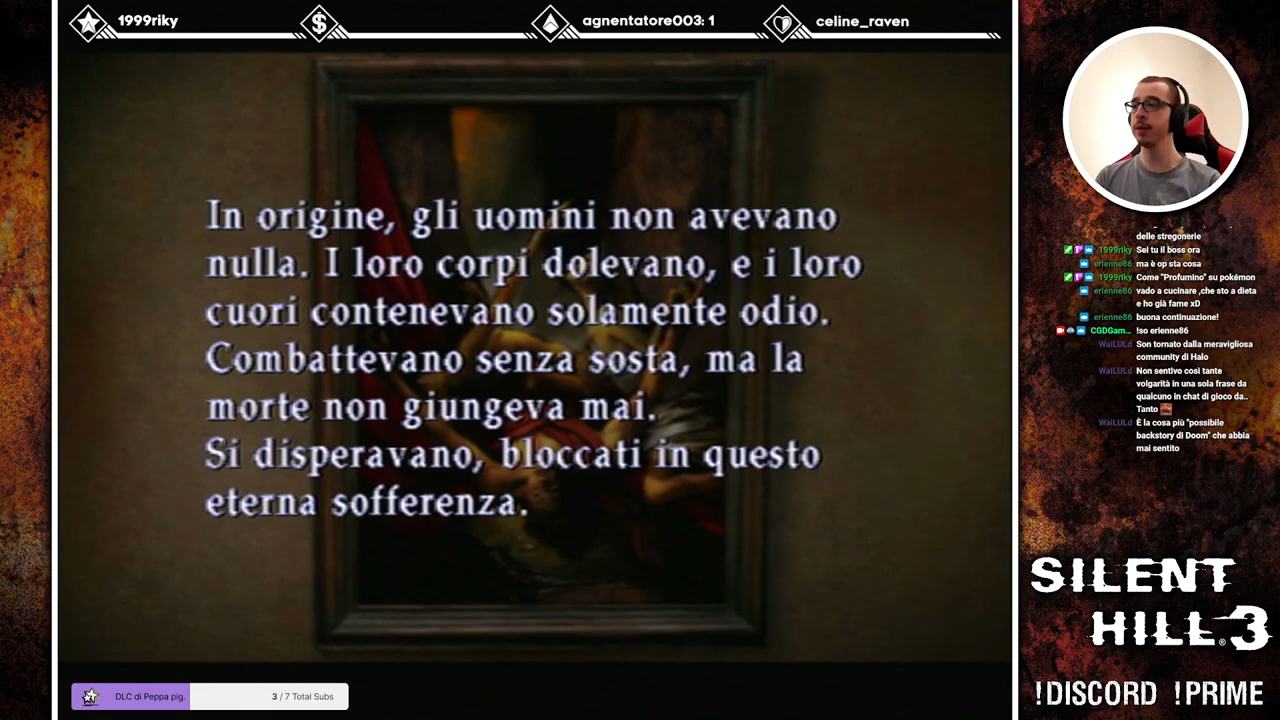 1999riky
$
agnentatore003: 1
celine_raven
In origine, gli uomini non avevano
nulla. I loro corpi dolevano, e i loro
cuori contenevano solamente odio.
Combattevano senza sosta, ma la
morte non giungeva mai.
Si disperavano, bloccati in questo
eterna sofferenza.
DLC di Peppa pig.
3 / 7 Total Subs
delle stregonerie
1999riky Sei tu il boss ora
erienne86 ma è op sta cosa
1999riky Come "Profumino" su pokémon
erienne86 vado a cucinare ,che sto a dieta
e ho già fame xD
erienne86 buona continuazione!
CGDGam... !so erienne86
WaiLULd Son tornato dalla meravigliosa
community di Halo
WaiLULd Non sentivo così tante
volgarità in una sola frase da
qualcuno in chat di gioco da..
Tanto
WaiLULd È la cosa più "possibile
backstory di Doom" che abbia
mai sentito
SILENT
HILL® 3
!DISCORD !PRIME